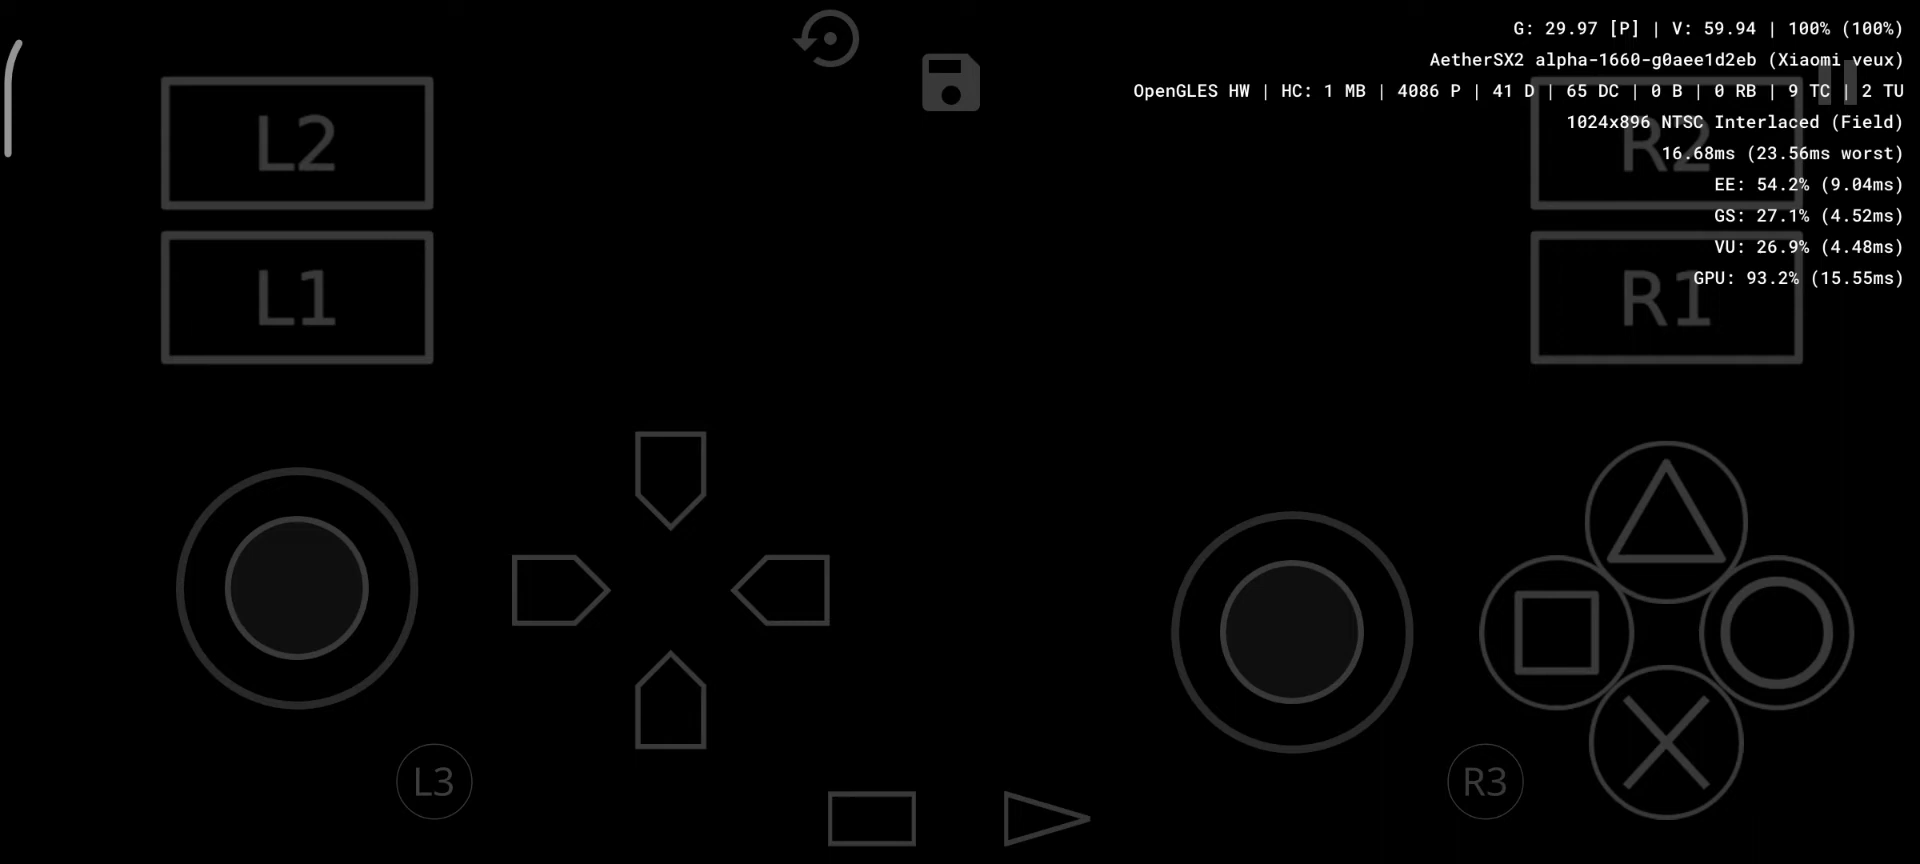 G: 29.97 [P] | V: 59.94 | 100% (100%)
AetherSX2 alpha-1660-g0aee1d2eb (Xiaomi veux)
OpenGLES HW | HC: 1 MB | 4086 P | 41 D | 65 DC | 0 B | 0 RB | 9 TC | 2 TU
1024x896 NTSC Interlaced (Field)
16.68ms (23.56ms worst)
EE: 54.2% (9.04ms)
GS: 27.1% (4.52ms)
VU: 26.9% (4.48ms)
GPU: 93.2% (15.55ms)
L2
R2
L1
R1
L3
R3